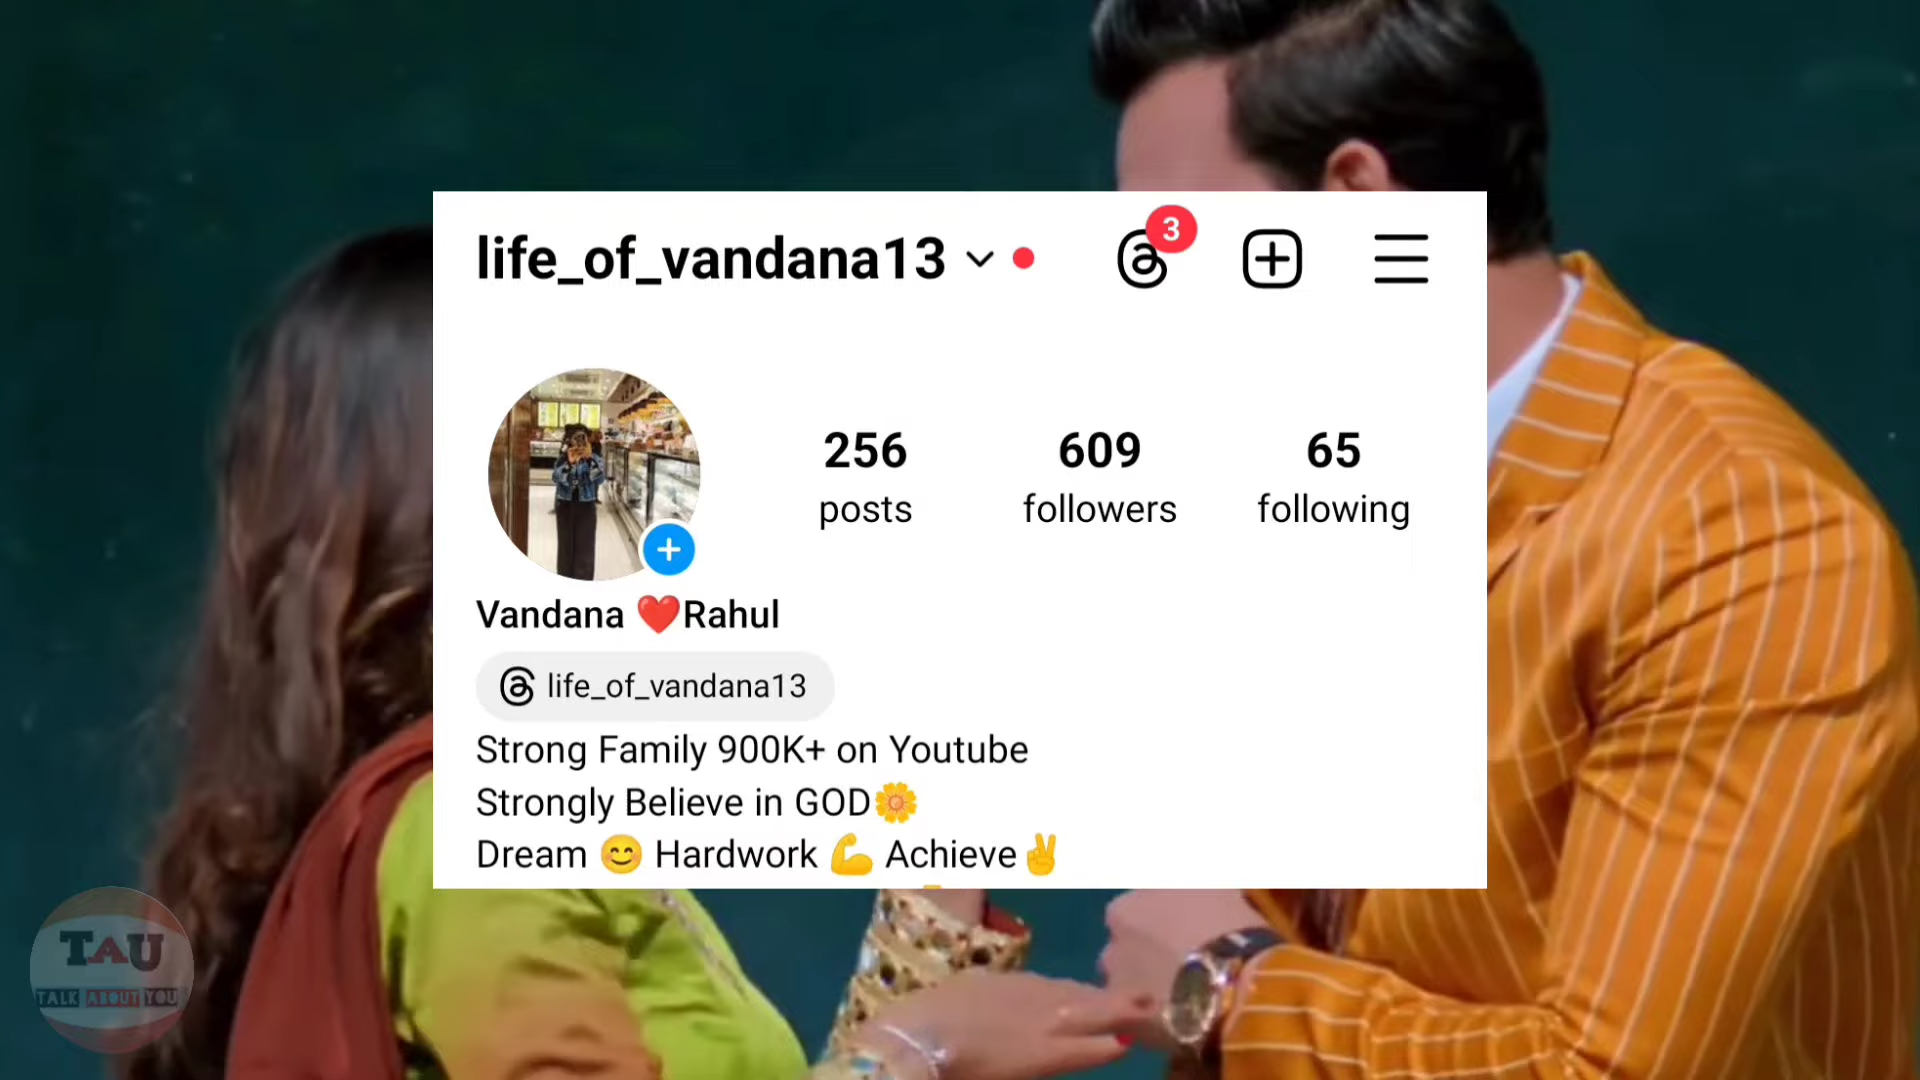 life_of_vandana13
3
256 609 65
posts followers following
Vandana ❤️Rahul
life_of_vandana13
Strong Family 900K+ on Youtube
Strongly Believe in GOD🌼
Dream 😊 Hardwork 💪 Achieve✌️
TAU
TALK ABOUT YOU